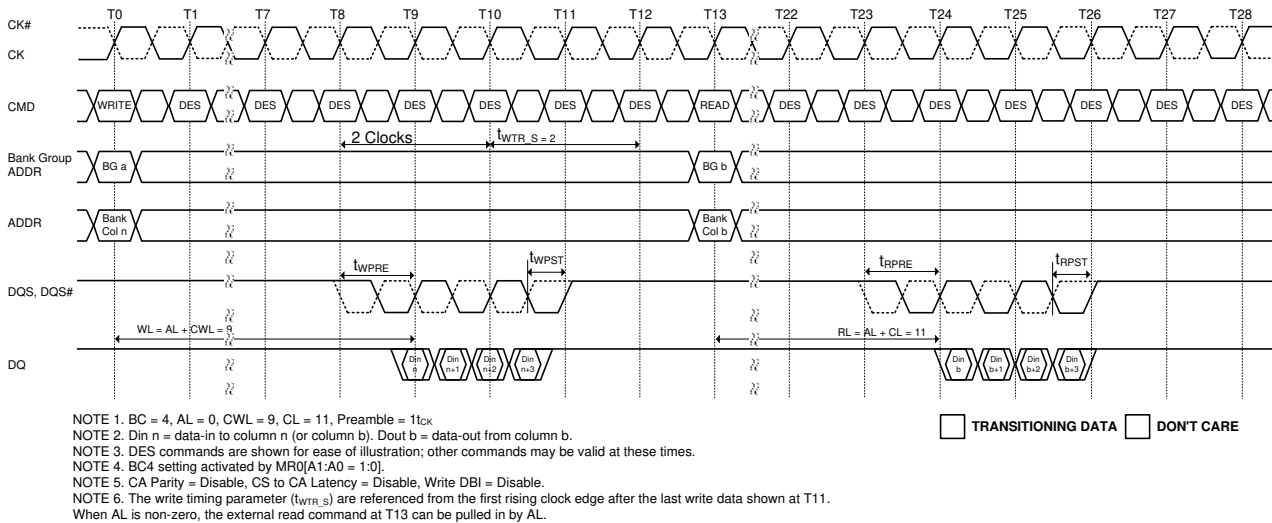 T0 T1 T7 T8 T9 T10 T11 T12 T13 T22 T23 T24 T25 T26 T27 T28
CK#
CK
CMD WRITE DES DES DES DES DES DES DES READ DES DES DES DES DES DES DES
2 Clocks tWTR_S = 2
Bank Group
ADDR
BG a BG b
ADDR
Bank
Col n
Bank
Col b
tWPRE tWPST tRPRE tRPST
DQS, DQS#
WL = AL + CWL = 9 RL = AL + CL = 11
DQ
Din
n
Din
n+1
Din
n+2
Din
n+3
Din
b
Din
b+1
Din
b+2
Din
b+3
NOTE 1. BC = 4, AL = 0, CWL = 9, CL = 11, Preamble = 1tCK
NOTE 2. Din n = data-in to column n (or column b). Dout b = data-out from column b.
NOTE 3. DES commands are shown for ease of illustration; other commands may be valid at these times.
NOTE 4. BC4 setting activated by MR0[A1:A0 = 1:0].
NOTE 5. CA Parity = Disable, CS to CA Latency = Disable, Write DBI = Disable.
NOTE 6. The write timing parameter (tWTR_S) are referenced from the first rising clock edge after the last write data shown at T11.
When AL is non-zero, the external read command at T13 can be pulled in by AL.
TRANSITIONING DATA DON'T CARE